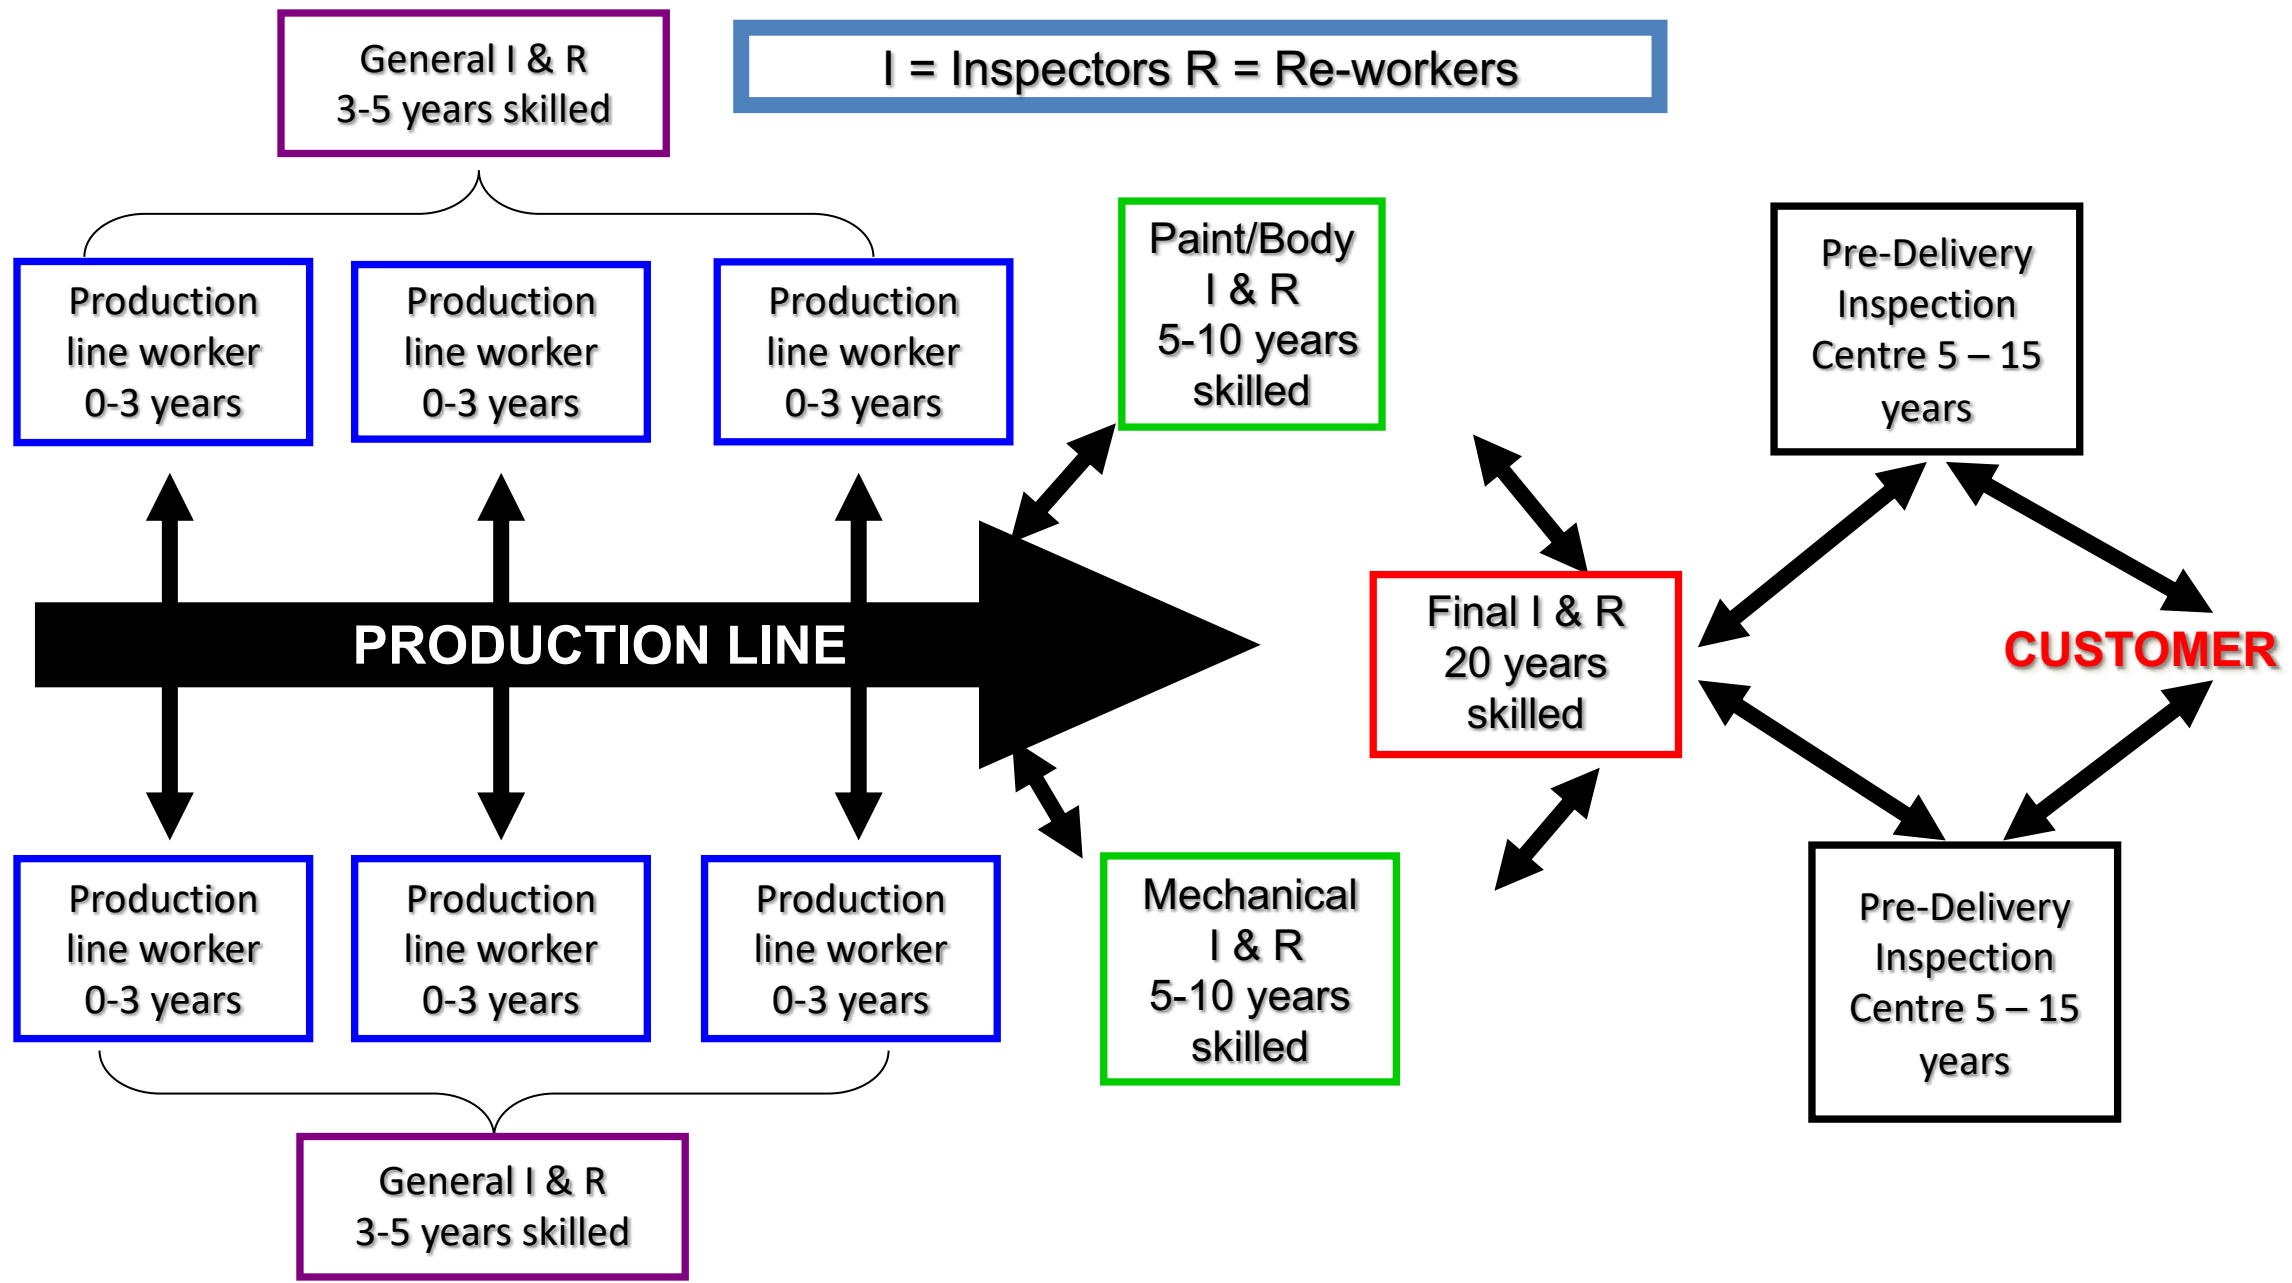 General I & R
3-5 years skilled
I = Inspectors R = Re-workers
Production
line worker
0-3 years
Production
line worker
0-3 years
Production
line worker
0-3 years
Paint/Body
I & R
5-10 years
skilled
Pre-Delivery
Inspection
Centre 5 – 15
years
PRODUCTION LINE
Final I & R
20 years
skilled
CUSTOMER
Production
line worker
0-3 years
Production
line worker
0-3 years
Production
line worker
0-3 years
Mechanical
I & R
5-10 years
skilled
Pre-Delivery
Inspection
Centre 5 – 15
years
General I & R
3-5 years skilled